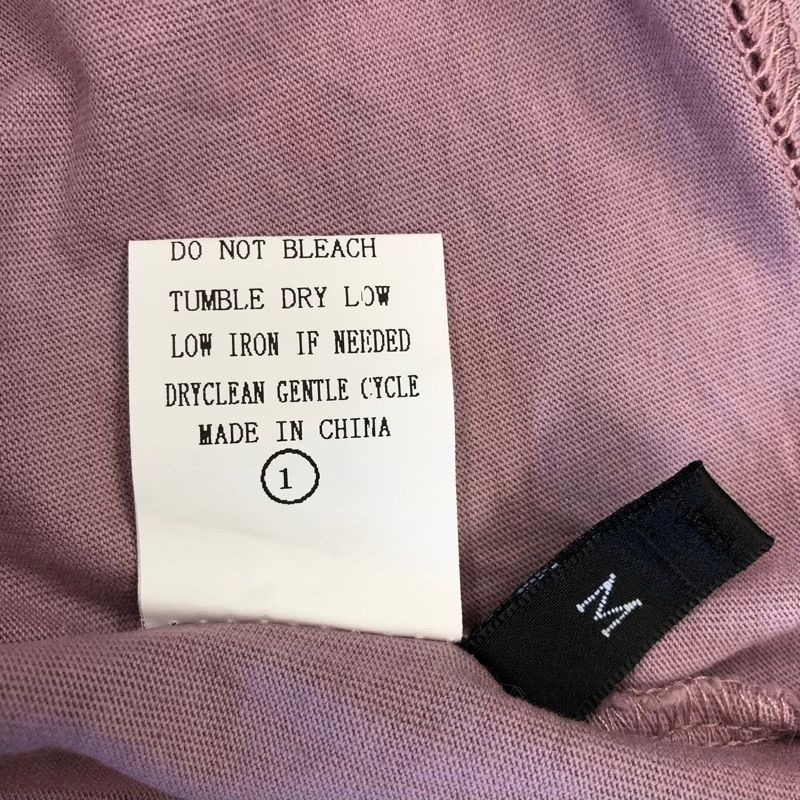 DO NOT BLEACH
TUMBLE DRY LOW
LOW IRON IF NEEDED
DRYCLEAN GENTLE CYCLE
MADE IN CHINA
1
M